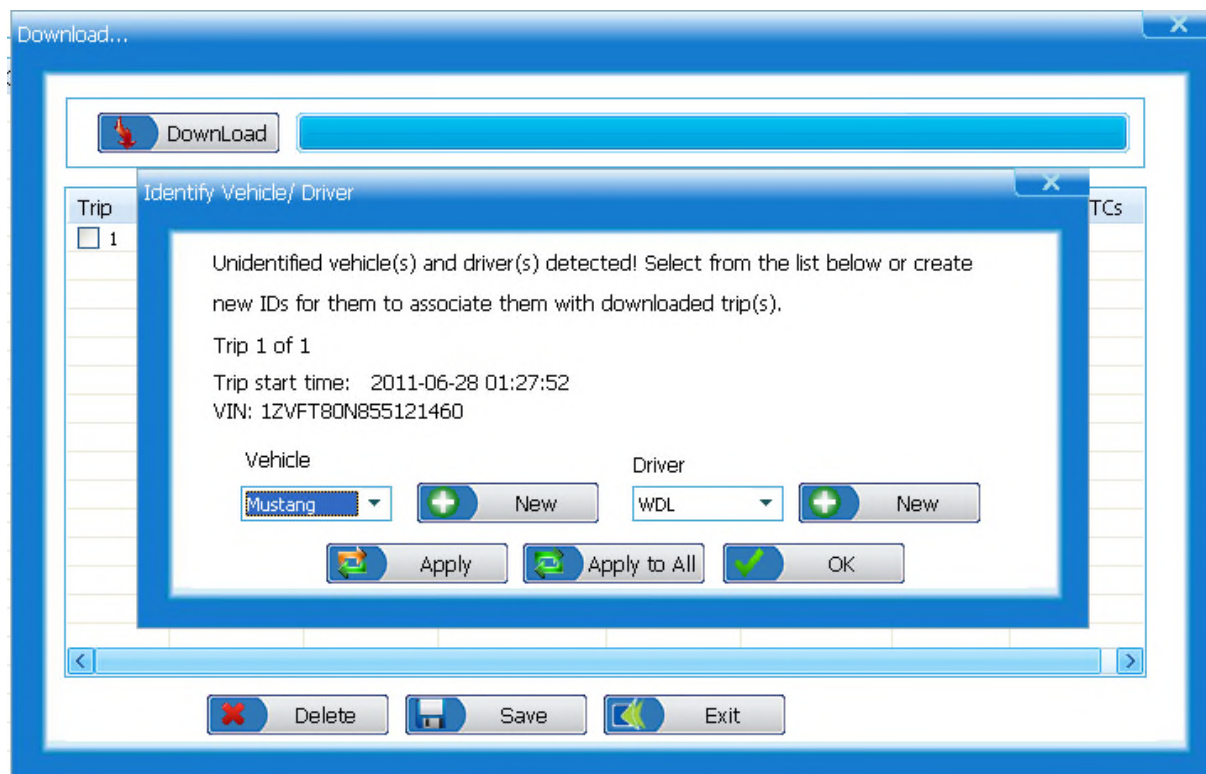 Download...
DownLoad
Identify Vehicle/ Driver
Trip
TCs
1
Unidentified vehicle(s) and driver(s) detected! Select from the list below or create
new IDs for them to associate them with downloaded trip(s).
Trip 1 of 1
Trip start time: 2011-06-28 01:27:52
VIN: 1ZVFT80N855121460
Vehicle
Driver
Mustang
New
WDL
New
Apply
Apply to All
OK
Delete
Save
Exit